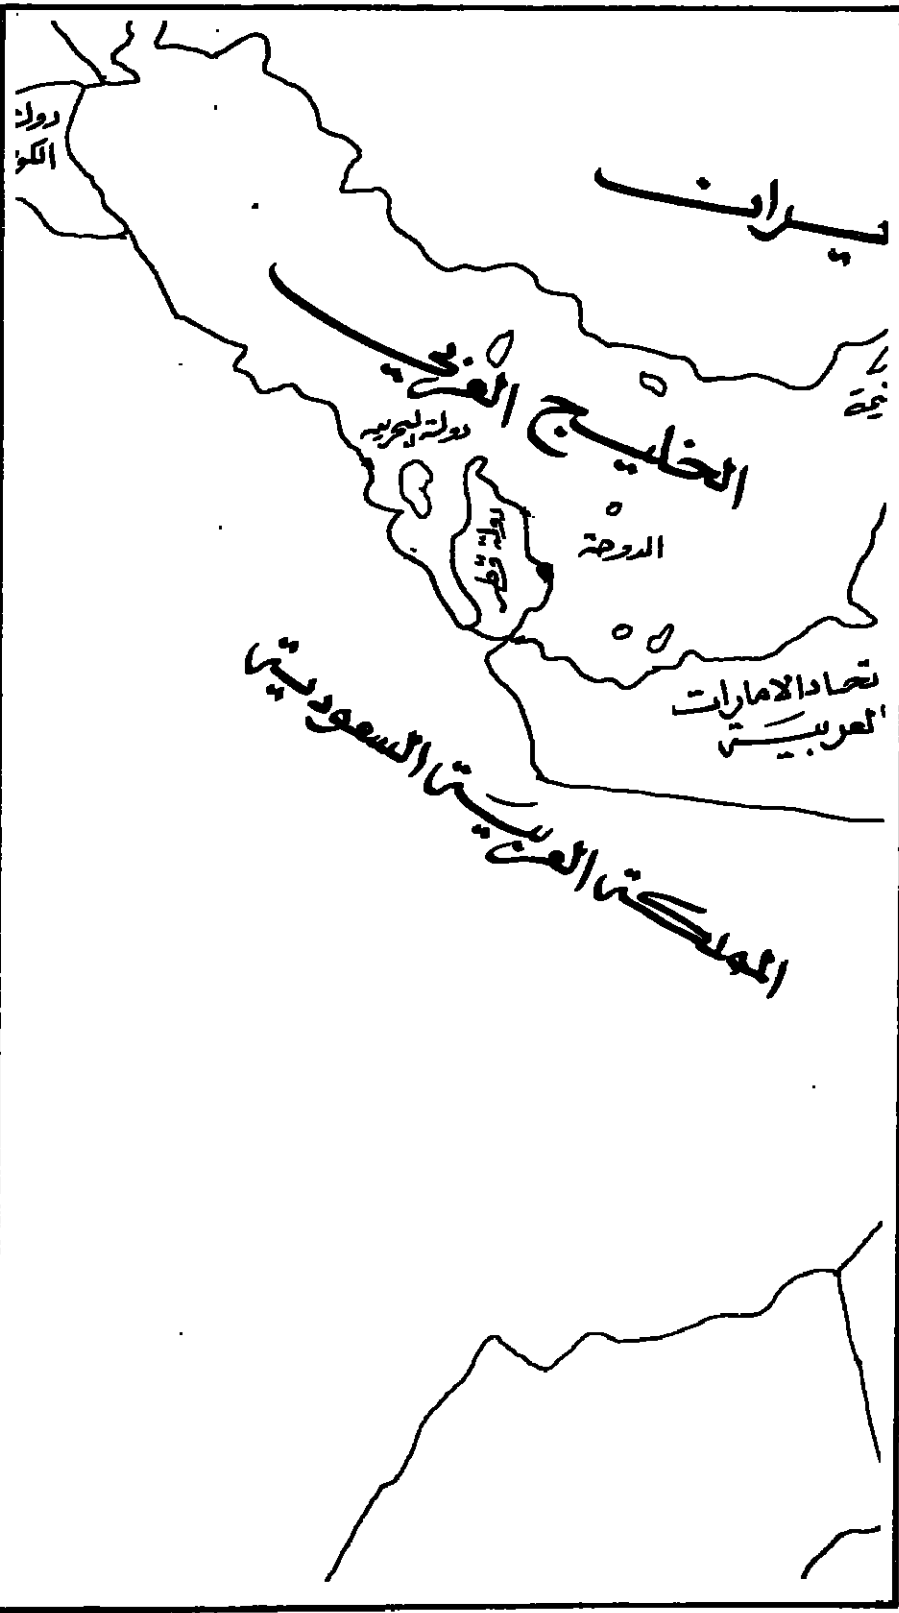 دولة
الكو
يران
الخليج العربي
دولة البحرين
دولة قطر
الدوحة
تحاد الامارات
العربية
المملكة العربية السعودية